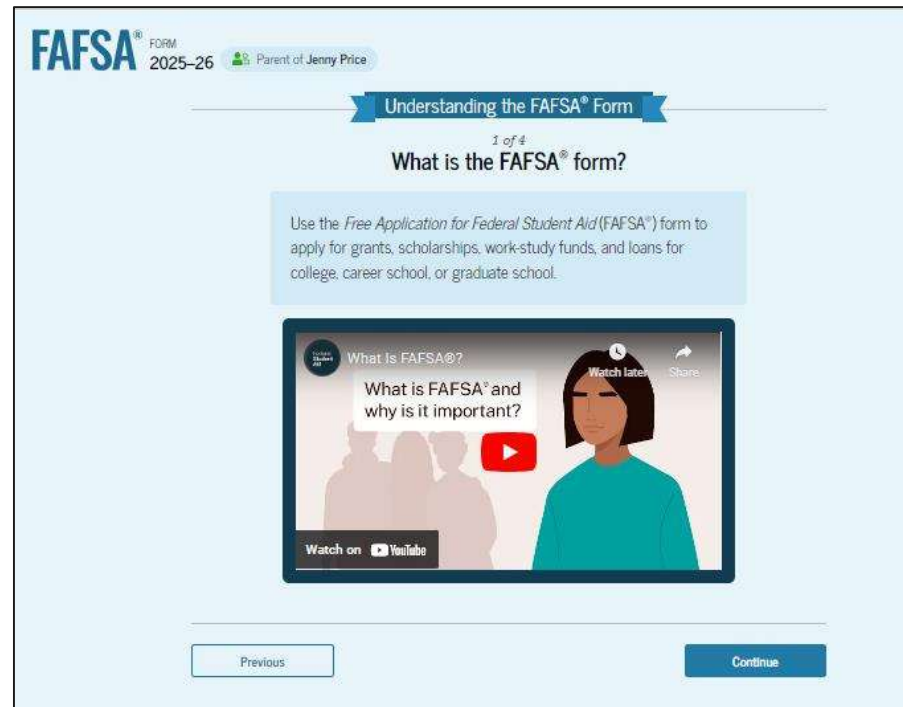 FAFSA® FORM
2025–26
Parent of Jenny Price
Understanding the FAFSA® Form
1 of 4
What is the FAFSA® form?
Use the Free Application for Federal Student Aid (FAFSA®) form to
apply for grants, scholarships, work-study funds, and loans for
college, career school, or graduate school.
Federal
Student
Aid
What Is FAFSA®?
Watch later
Share
What is FAFSA® and
why is it important?
Watch on YouTube
Previous
Continue